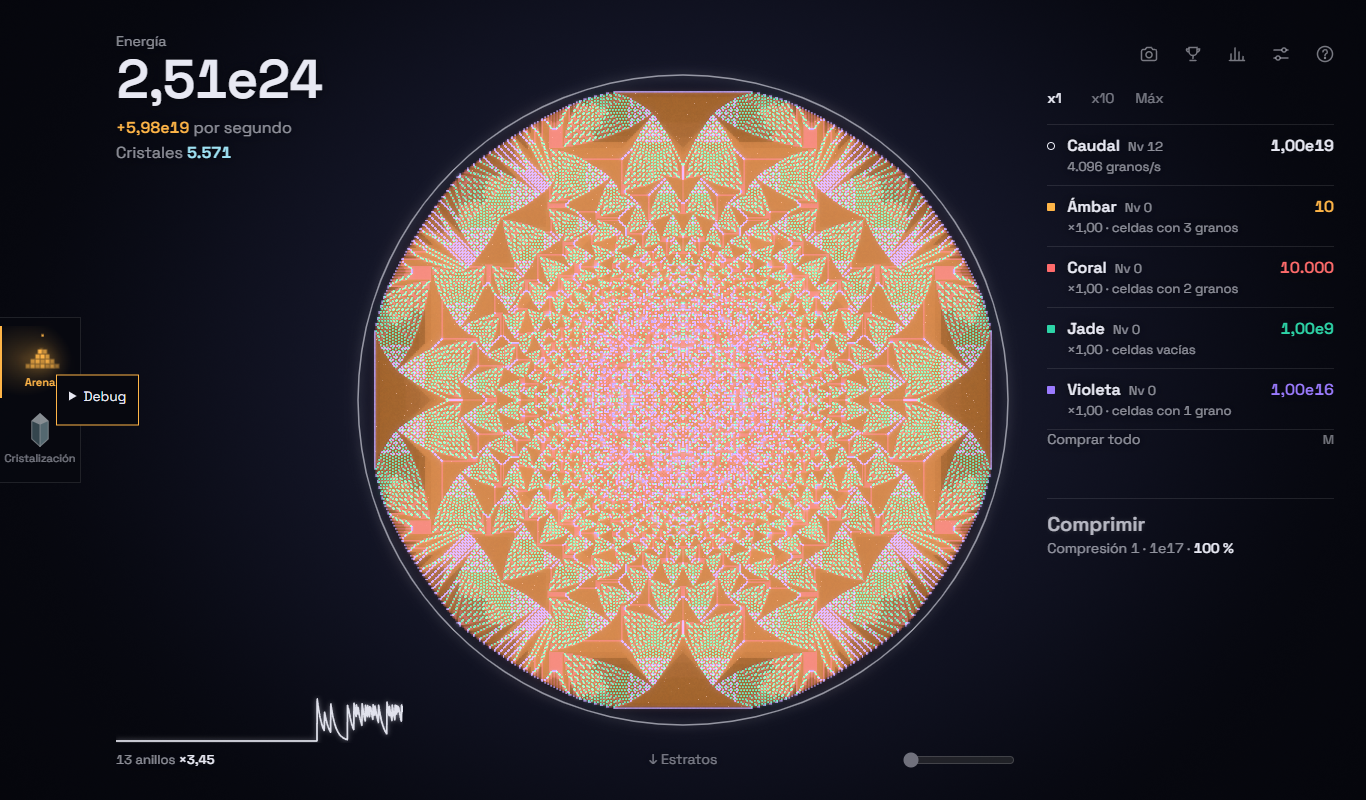 Energía
2,51e24
+5,98e19 por segundo
Cristales 5.571
x1 x10 Máx
Caudal Nv 12 1,00e19
4.096 granos/s
Ámbar Nv 0 10
×1,00 · celdas con 3 granos
Coral Nv 0 10.000
×1,00 · celdas con 2 granos
Jade Nv 0 1,00e9
×1,00 · celdas vacías
Violeta Nv 0 1,00e16
×1,00 · celdas con 1 grano
Comprar todo M
Comprimir
Compresión 1 · 1e17 · 100 %
Arena
Debug
Cristalización
13 anillos ×3,45
↓ Estratos